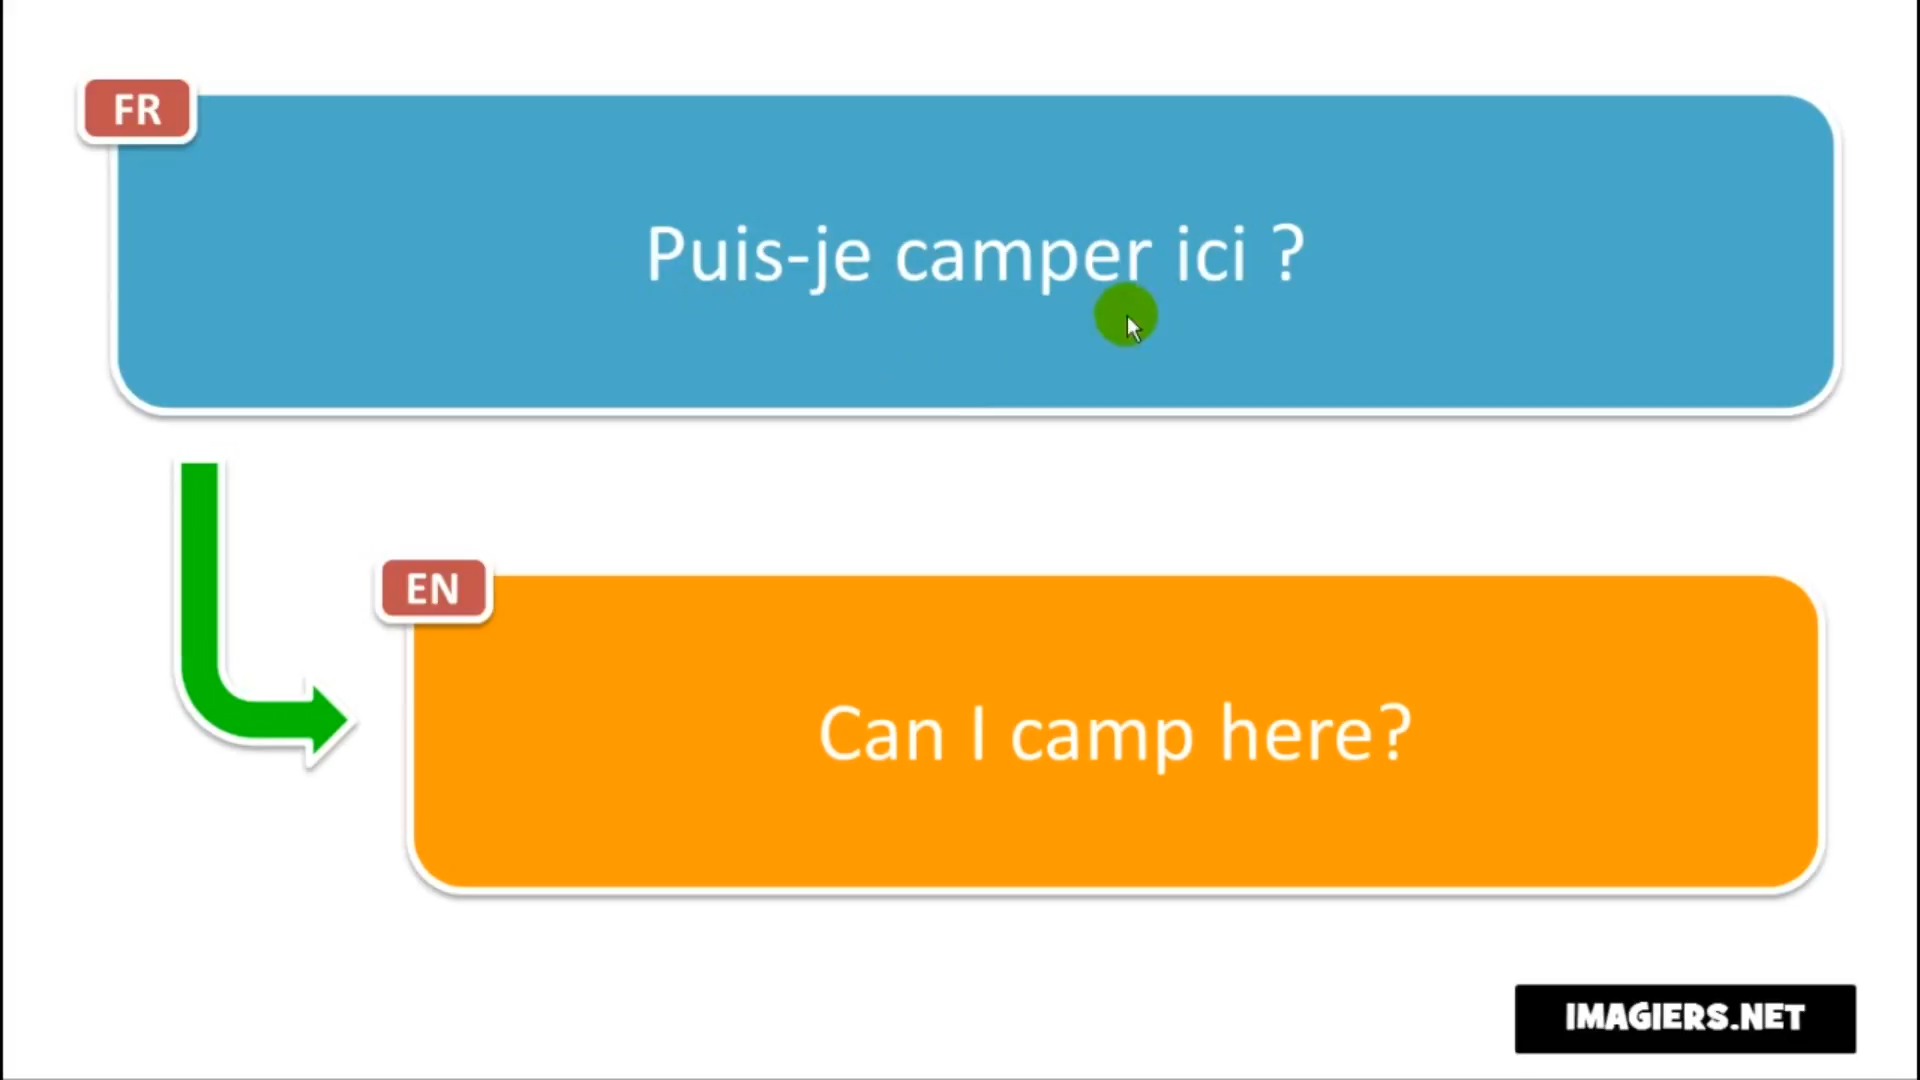 FR
Puis-je camper ici ?
EN
Can I camp here?
IMAGIERS.NET